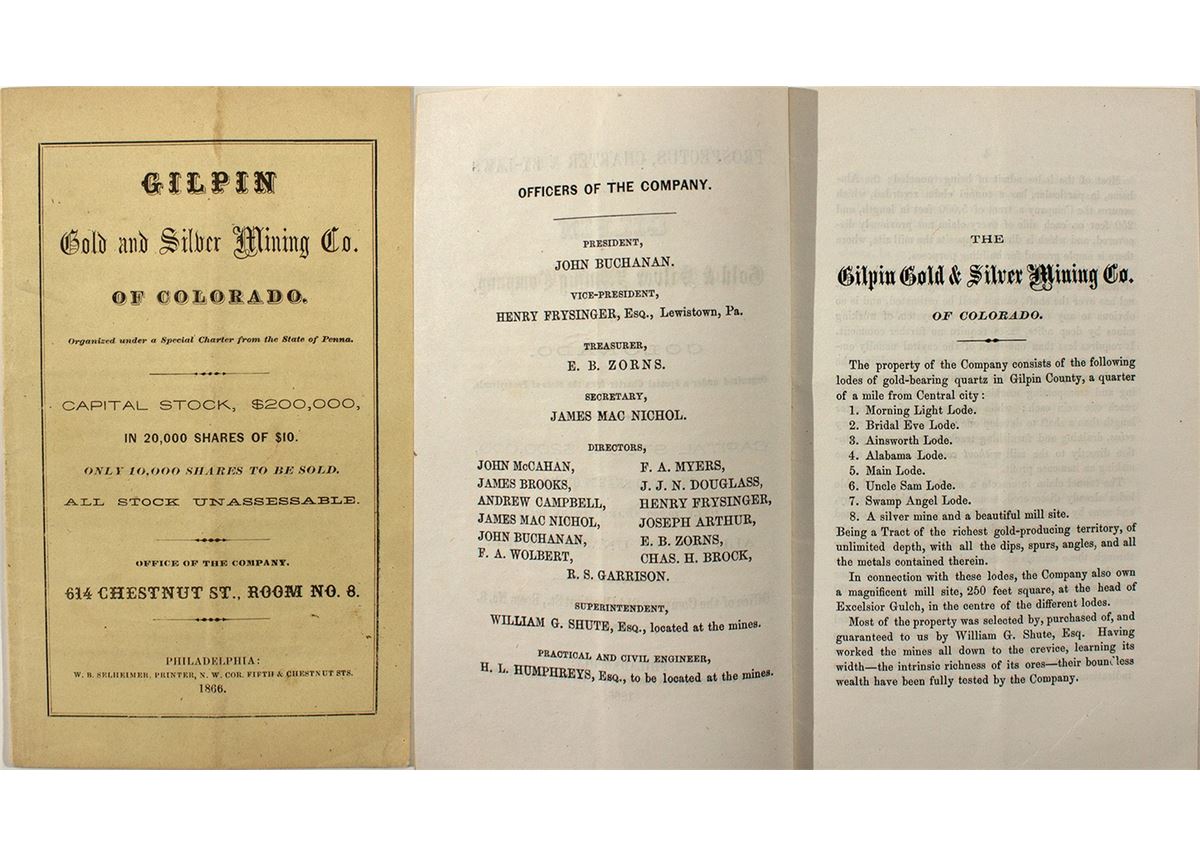 GILPIN
Gold and Silver Mining Co.
OF COLORADO.
Organized under a Special Charter from the State of Penna.
CAPITAL STOCK, $200,000,
IN 20,000 SHARES OF $10.
ONLY 10,000 SHARES TO BE SOLD.
ALL STOCK UNASSESSABLE.
OFFICE OF THE COMPANY.
614 CHESTNUT ST., ROOM NO. 8.
PHILADELPHIA:
W. B. SELHEIMER, PRINTER, N. W. COR. FIFTH & CHESTNUT STS.
1866.
OFFICERS OF THE COMPANY.
PRESIDENT,
JOHN BUCHANAN.
VICE-PRESIDENT,
HENRY FRYSINGER, ESQ., Lewistown, Pa.
TREASURER,
E. B. ZORNS.
SECRETARY,
JAMES MAC NICHOL.
DIRECTORS,
JOHN McCAHAN, F. A. MYERS,
JAMES BROOKS, J. J. N. DOUGLASS,
ANDREW CAMPBELL, HENRY FRYSINGER,
JAMES MAC NICHOL, JOSEPH ARTHUR,
JOHN BUCHANAN, E. B. ZORNS,
F. A. WOLBERT, CHAS. H. BROCK,
R. S. GARRISON.
SUPERINTENDENT,
WILLIAM G. SHUTE, ESQ., located at the mines.
PRACTICAL AND CIVIL ENGINEER,
H. L. HUMPHREYS, ESQ., to be located at the mines.
THE
Gilpin Gold & Silver Mining Co.
OF COLORADO.
The property of the Company consists of the following
lodes of gold-bearing quartz in Gilpin County, a quarter
of a mile from Central city:
1. Morning Light Lode.
2. Bridal Eve Lode.
3. Ainsworth Lode.
4. Alabama Lode.
5. Main Lode.
6. Uncle Sam Lode.
7. Swamp Angel Lode.
8. A silver mine and a beautiful mill site.
Being a Tract of the richest gold-producing territory, of
unlimited depth, with all the dips, spurs, angles, and all
the metals contained therein.
In connection with these lodes, the Company also own
a magnificent mill site, 250 feet square, at the head of
Excelsior Gulch, in the centre of the different lodes.
Most of the property was selected by, purchased of, and
guaranteed to us by William G. Shute, Esq. Having
worked the mines all down to the crevice, learning its
width—the intrinsic richness of its ores—their boundless
wealth have been fully tested by the Company.